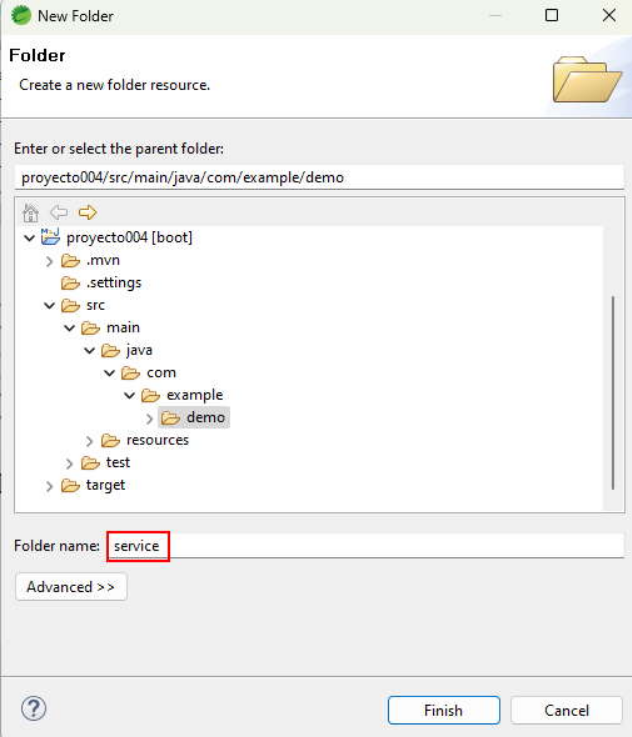 New Folder
Folder
Create a new folder resource.
Enter or select the parent folder:
proyecto004/src/main/java/com/example/demo
proyecto004 [boot]
.mvn
.settings
src
main
java
com
example
demo
resources
test
target
Folder name: service
Advanced >>
?
Finish Cancel